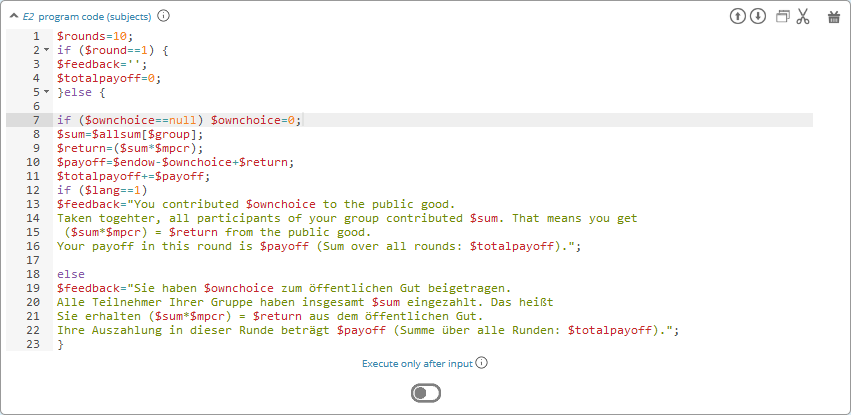 E2 program code (subjects)
1 $rounds=10;
2 if ($round==1) {
3 $feedback='';
4 $totalpayoff=0;
5 }else {
6
7 if ($ownchoice==null) $ownchoice=0;
8 $sum=$allsum[$group];
9 $return=($sum*$mpcr);
10 $payoff=$endow-$ownchoice+$return;
11 $totalpayoff+=$payoff;
12 if ($lang==1)
13 $feedback="You contributed $ownchoice to the public good.
14 Taken togehter, all participants of your group contributed $sum. That means you get
15  ($sum*$mpcr) = $return from the public good.
16 Your payoff in this round is $payoff (Sum over all rounds: $totalpayoff).";
17
18 else
19 $feedback="Sie haben $ownchoice zum öffentlichen Gut beigetragen.
20 Alle Teilnehmer Ihrer Gruppe haben insgesamt $sum eingezahlt. Das heißt
21 Sie erhalten ($sum*$mpcr) = $return aus dem öffentlichen Gut.
22 Ihre Auszahlung in dieser Runde beträgt $payoff (Summe über alle Runden: $totalpayoff).";
23 }
Execute only after input